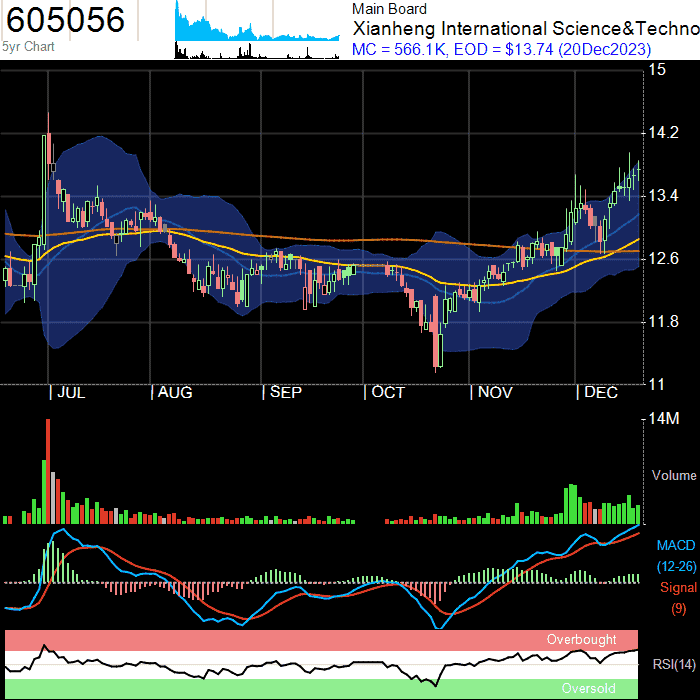 605056
5yr Chart
Main Board
Xianheng International Science&Techno
MC = 566.1K, EOD = $13.74 (20Dec2023)
15
14.2
13.4
12.6
11.8
11
| JUL | AUG | SEP | OCT | NOV | DEC
14M
Volume
MACD
(12-26)
Signal
(9)
Overbought
RSI(14)
Oversold